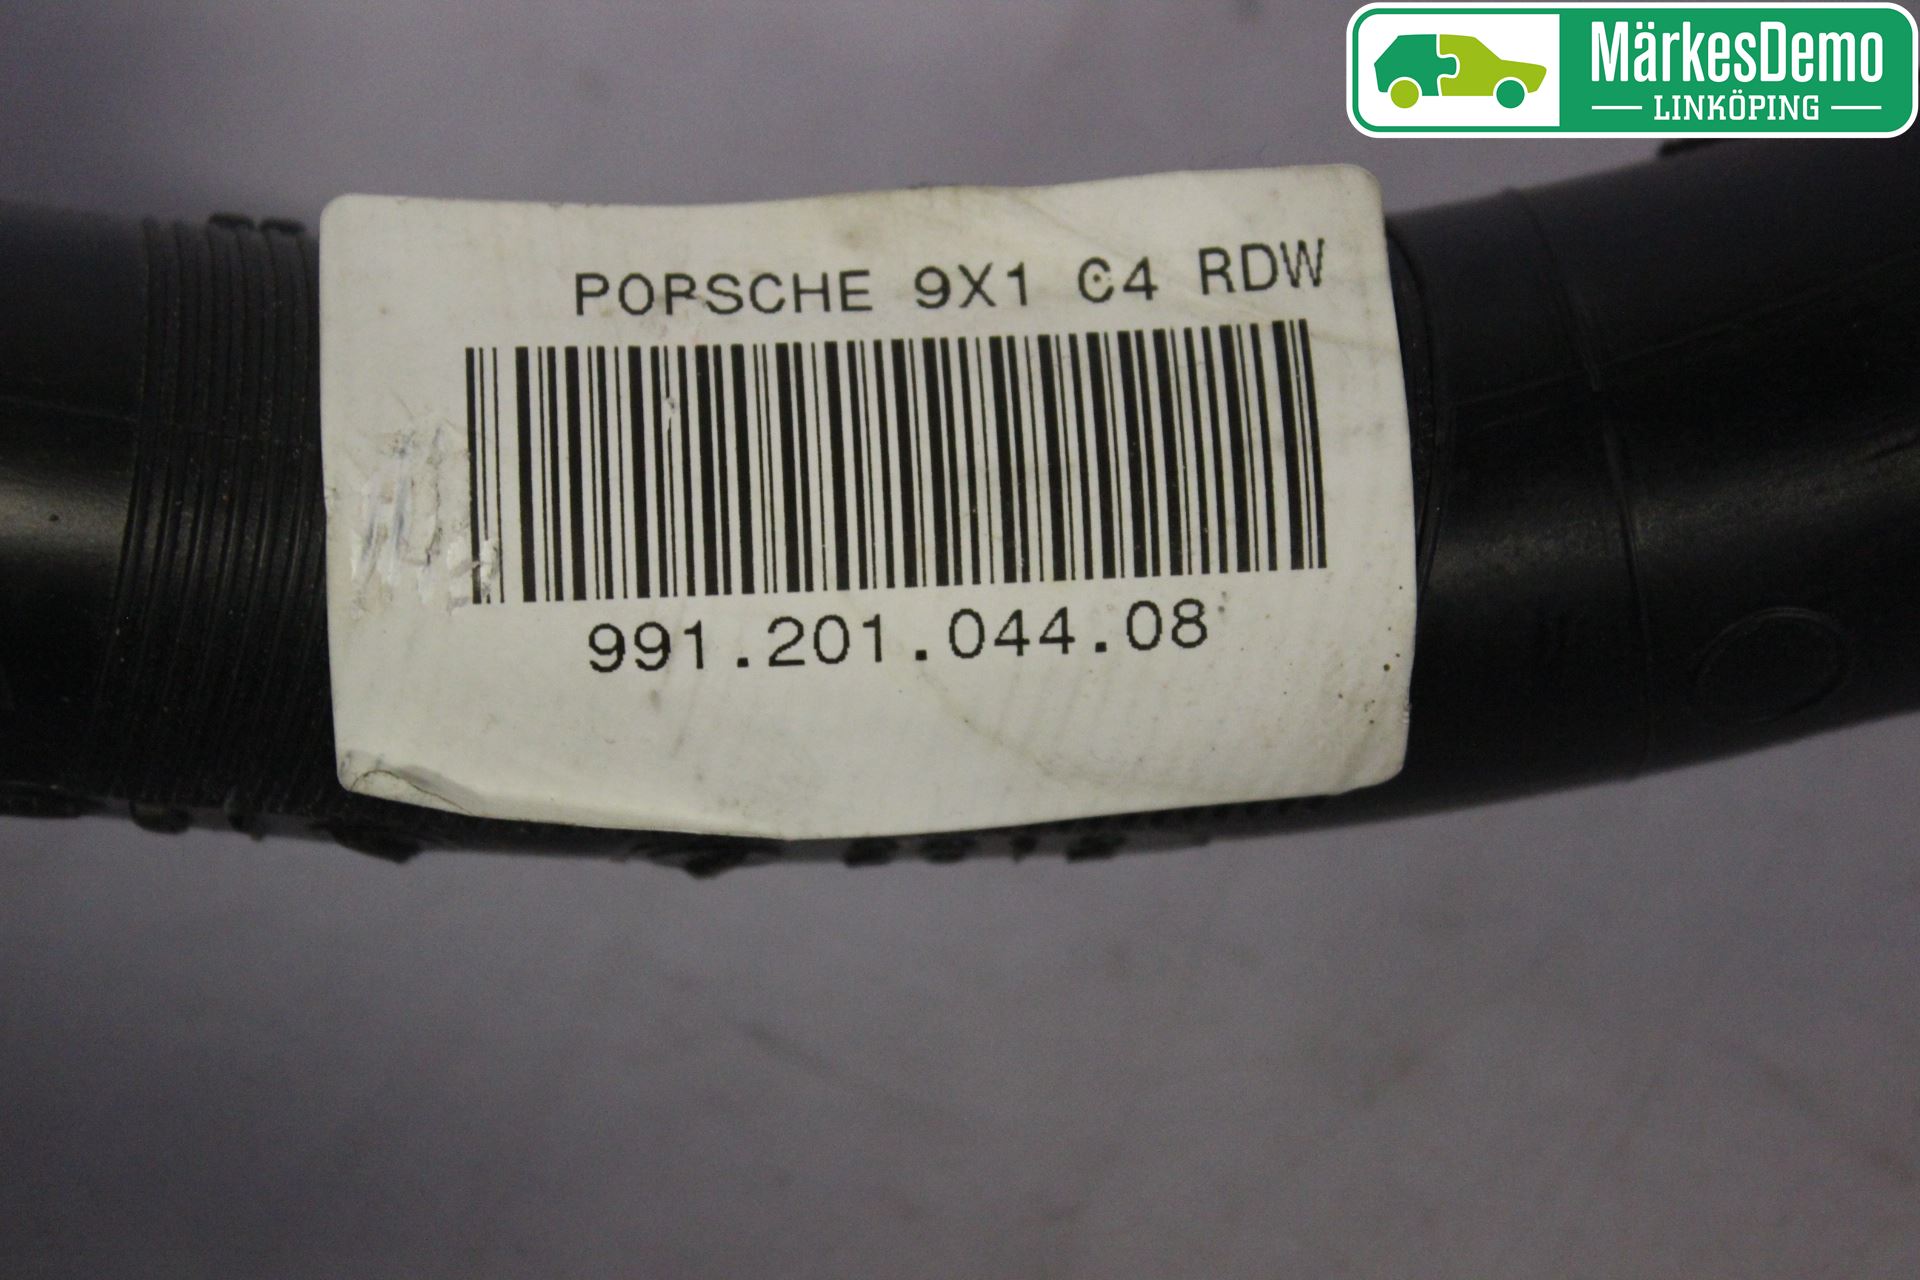 MärkesDemo
LINKÖPING
PORSCHE 9X1 C4 RDW
991.201.044.08